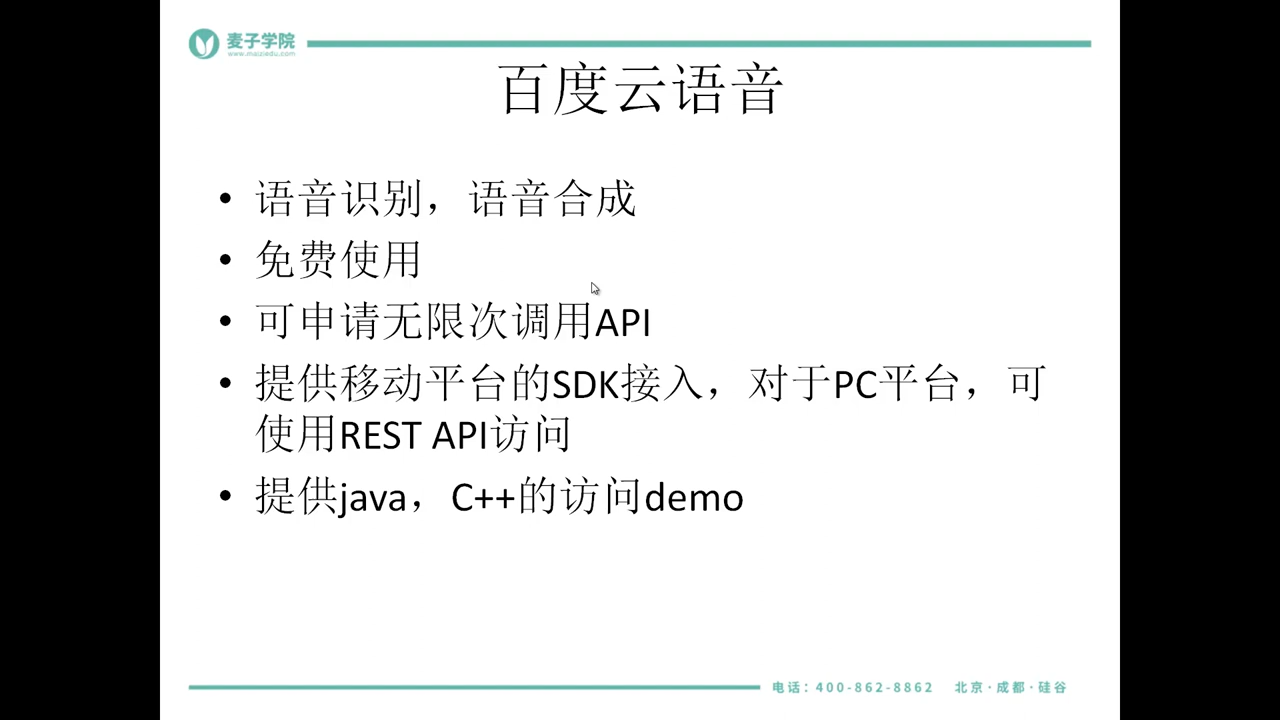 麦子学院
www.maiziedu.com
百度云语音
• 语音识别，语音合成
• 免费使用
• 可申请无限次调用API
• 提供移动平台的SDK接入，对于PC平台，可
使用REST API访问
• 提供java，C++的访问demo
电话：400-862-8862 北京·成都·硅谷